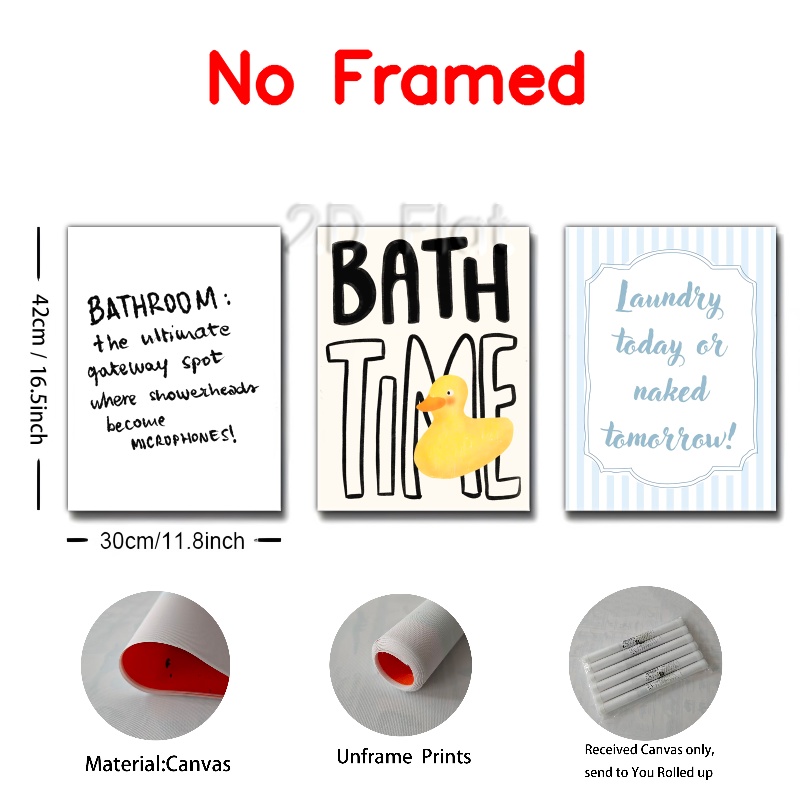 No Framed
2D Flat
42cm / 16.5inch
BATHROOM:
the ultimate
gateway spot
where showerheads
become
MICROPHONES!
BATH
TIME
Laundry
today or
naked
tomorrow!
30cm/11.8inch
Material:Canvas
Unframe Prints
Received Canvas only,
send to You Rolled up